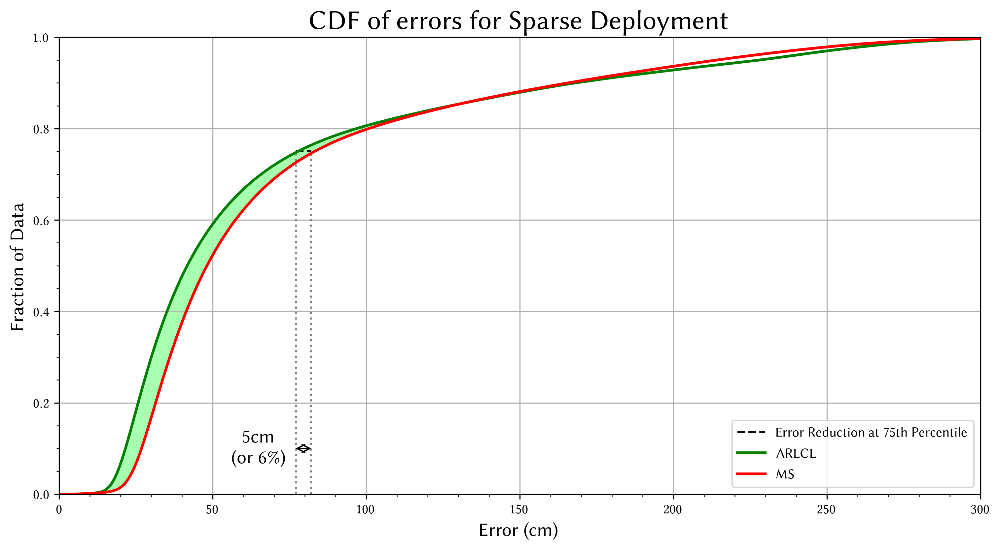 CDF of errors for Sparse Deployment
Fraction of Data
1.0
0.8
0.6
0.4
0.2
0.0
5cm
(or 6%)
Error Reduction at 75th Percentile
ARLCL
MS
0 50 100 150 200 250 300
Error (cm)